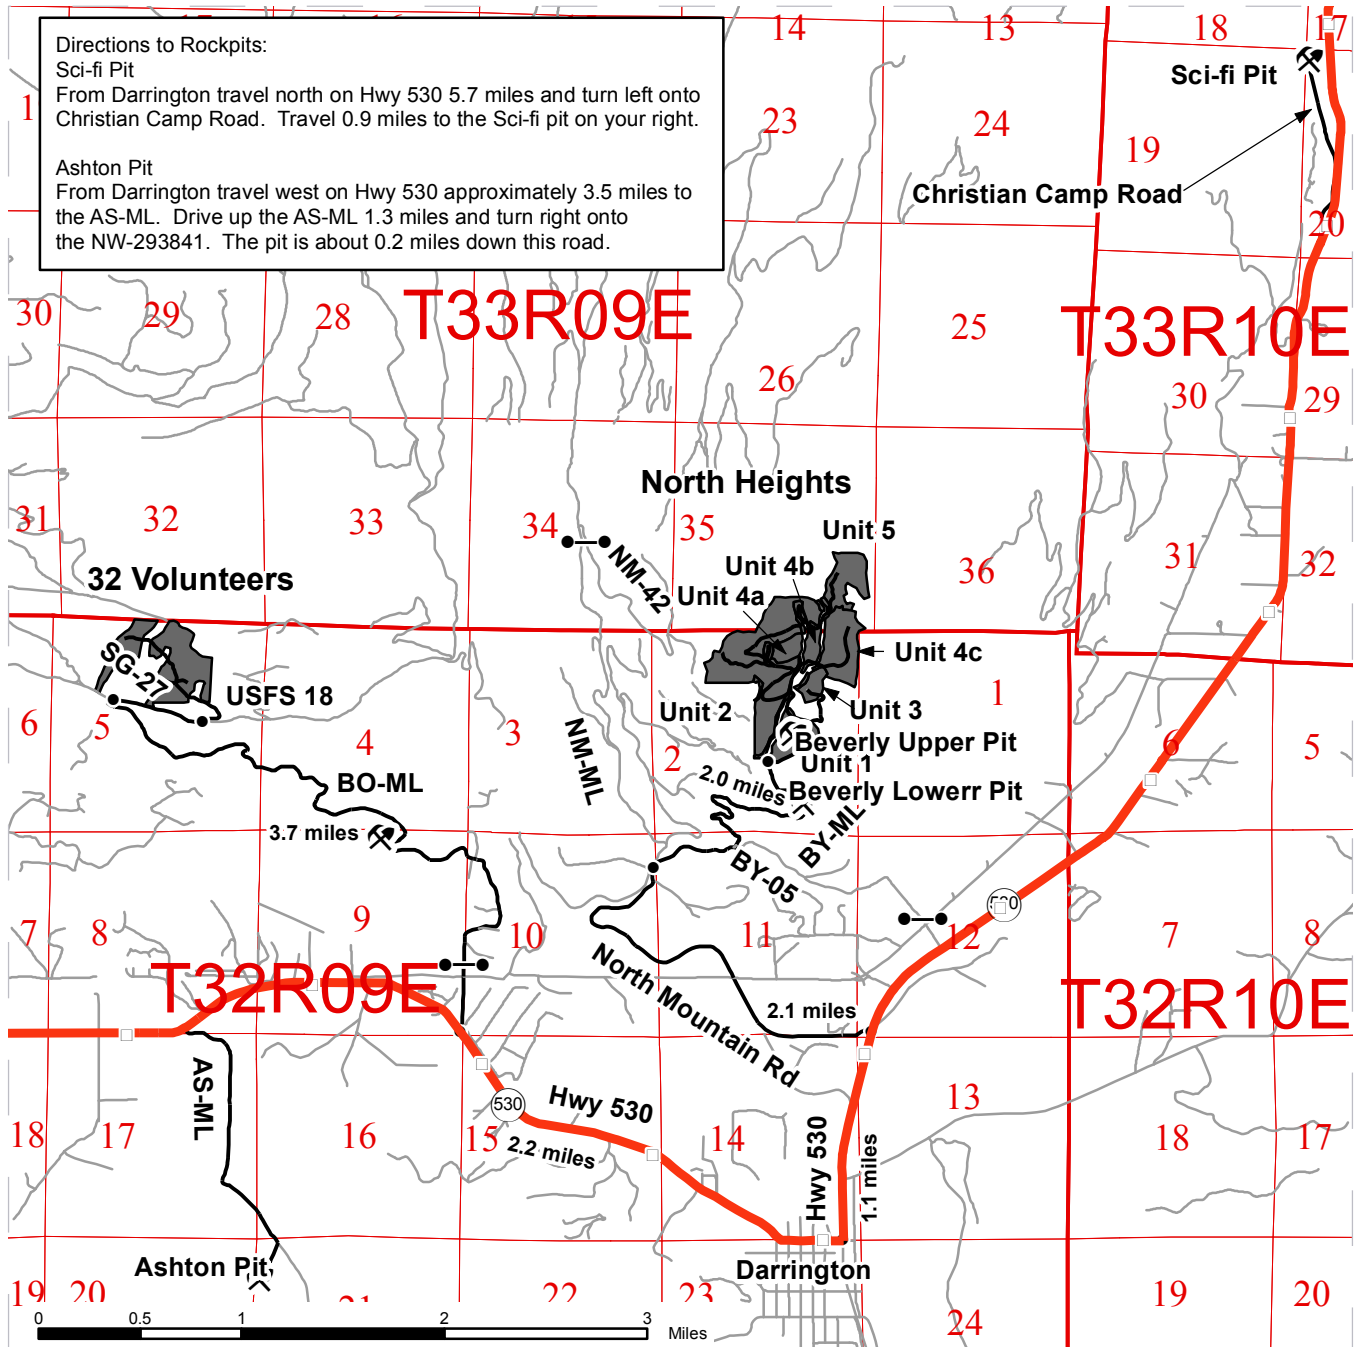 17
16
14
13
18
17
Directions to Rockpits:
Sci-fi Pit
From Darrington travel north on Hwy 530 5.7 miles and turn left onto
Christian Camp Road.  Travel 0.9 miles to the Sci-fi pit on your right.
Ashton Pit
From Darrington travel west on Hwy 530 approximately 3.5 miles to
the AS-ML.  Drive up the AS-ML 1.3 miles and turn right onto
the NW-293841.  The pit is about 0.2 miles down this road.
Sci-fi Pit
23
24
19
Christian Camp Road
20
30
29
28
T33R09E
25
T33R10E
26
30
29
North Heights
31
32
33
34
35
Unit 5
36
31
32
NM-42
Unit 4b
Unit 4a
32 Volunteers
SG-27
USFS 18
Unit 4c
6
5
4
3
NM-ML
Unit 2
2
Unit 3
1
6
5
Beverly Upper Pit
Unit 1
2.0 miles
Beverly Lowerr Pit
BO-ML
3.7 miles
BY-ML
BY-05
530
7
8
9
10
11
12
7
8
T32R09E
North Mountain Rd
2.1 miles
T32R10E
AS-ML
530
Hwy 530
2.2 miles
13
18
17
16
15
14
Hwy 530
1.1 miles
18
17
Ashton Pit
Darrington
19
20
21
22
23
24
19
20
0
0.5
1
2
3
Miles